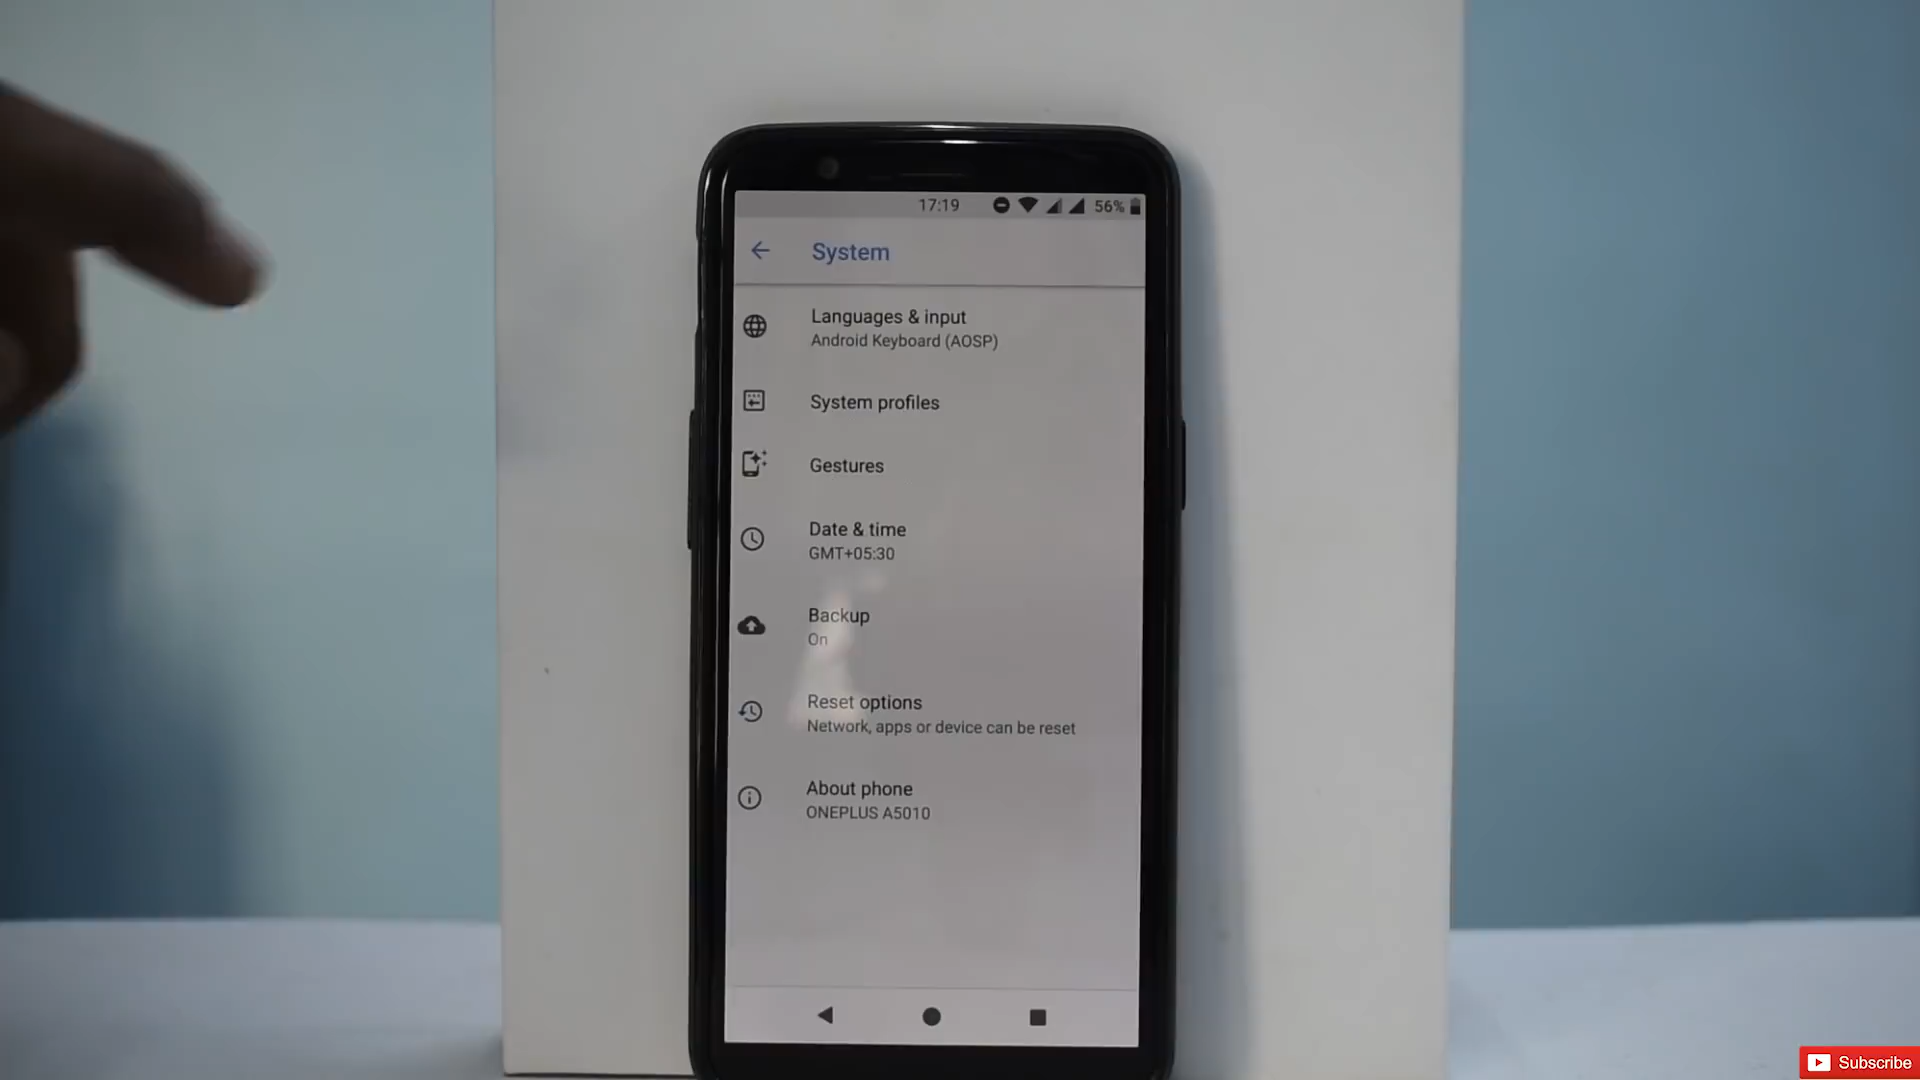 17:19 56%
System
Languages & input
Android Keyboard (AOSP)
System profiles
Gestures
Date & time
GMT+05:30
Backup
On
Reset options
Network, apps or device can be reset
About phone
ONEPLUS A5010
Subscribe